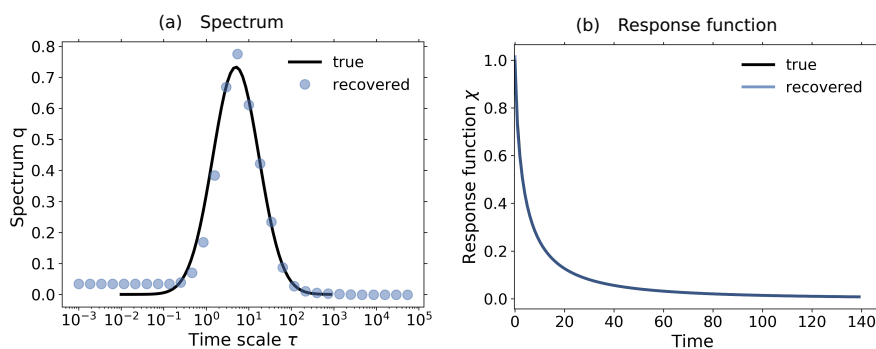 (a) Spectrum
0.8
0.7
0.6
0.5
0.4
0.3
0.2
0.1
0.0
Spectrum q
true
recovered
10⁻³ 10⁻² 10⁻¹ 10⁰ 10¹ 10² 10³ 10⁴ 10⁵
Time scale τ
(b) Response function
1.0
0.8
0.6
0.4
0.2
0.0
Response function χ
true
recovered
0 20 40 60 80 100 120 140
Time